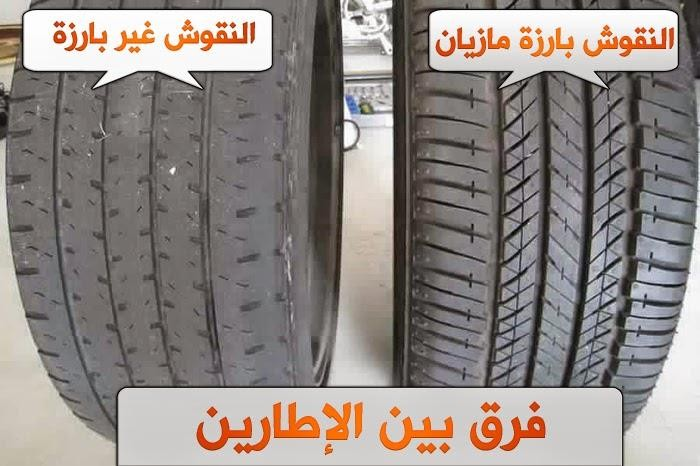 النقوش بارزة مازيان
النقوش غير بارزة
فرق بين الإطارين